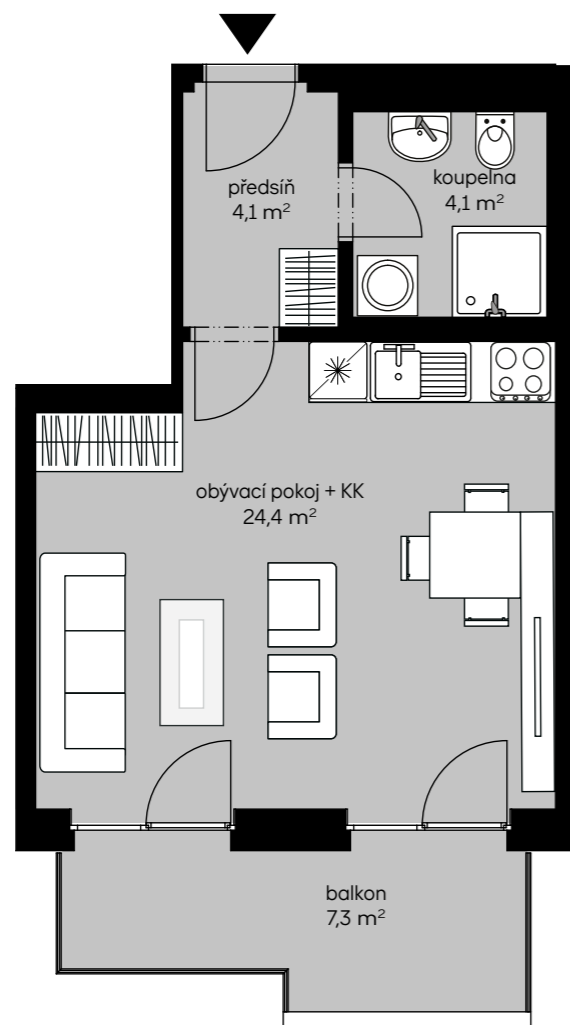 předsíň
4,1 m²
koupelna
4,1 m²
obývací pokoj + KK
24,4 m²
balkon
7,3 m²